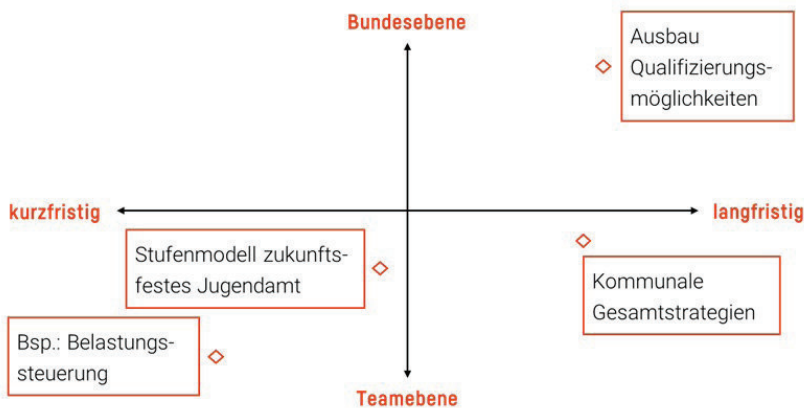 Bundesebene
Ausbau
Qualifizierungs-
möglichkeiten
kurzfristig
langfristig
Stufenmodell zukunfts-
festes Jugendamt
Kommunale
Gesamtstrategien
Bsp.: Belastungs-
steuerung
Teamebene